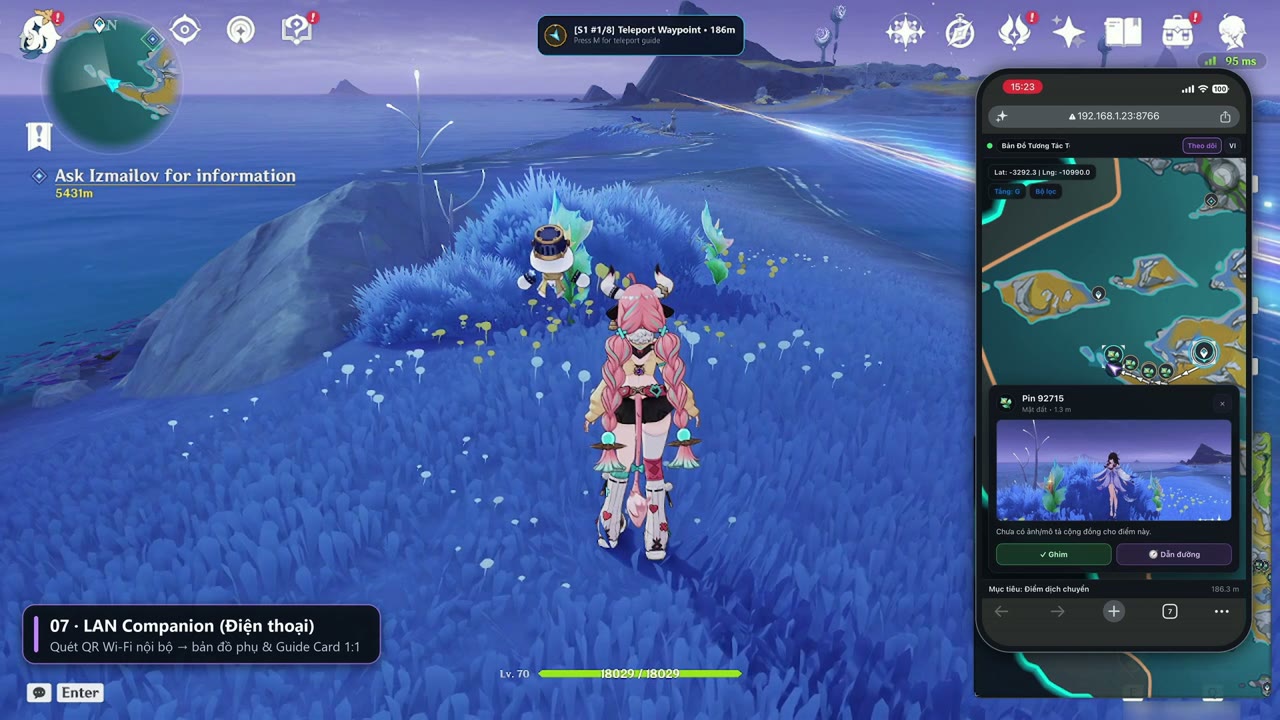 N
[S1 #1/8] Teleport Waypoint • 186m
Press M for teleport guide
95 ms
Ask Izmailov for information
5431m
15:23
100
192.168.1.23:8766
Bản Đồ Tương Tác T
Theo dõi
VI
Lat: -3292.3 | Lng: -10990.0
Tầng: G
Bộ lọc
Pin 92715
Mặt đất • 1.3 m
Chưa có ảnh/mô tả cộng đồng cho điểm này.
✓ Ghim
Dẫn đường
Mục tiêu: Điểm dịch chuyển
186.3 m
7
07 · LAN Companion (Điện thoại)
Quét QR Wi-Fi nội bộ → bản đồ phụ & Guide Card 1:1
Lv. 70
18029 / 18029
Enter